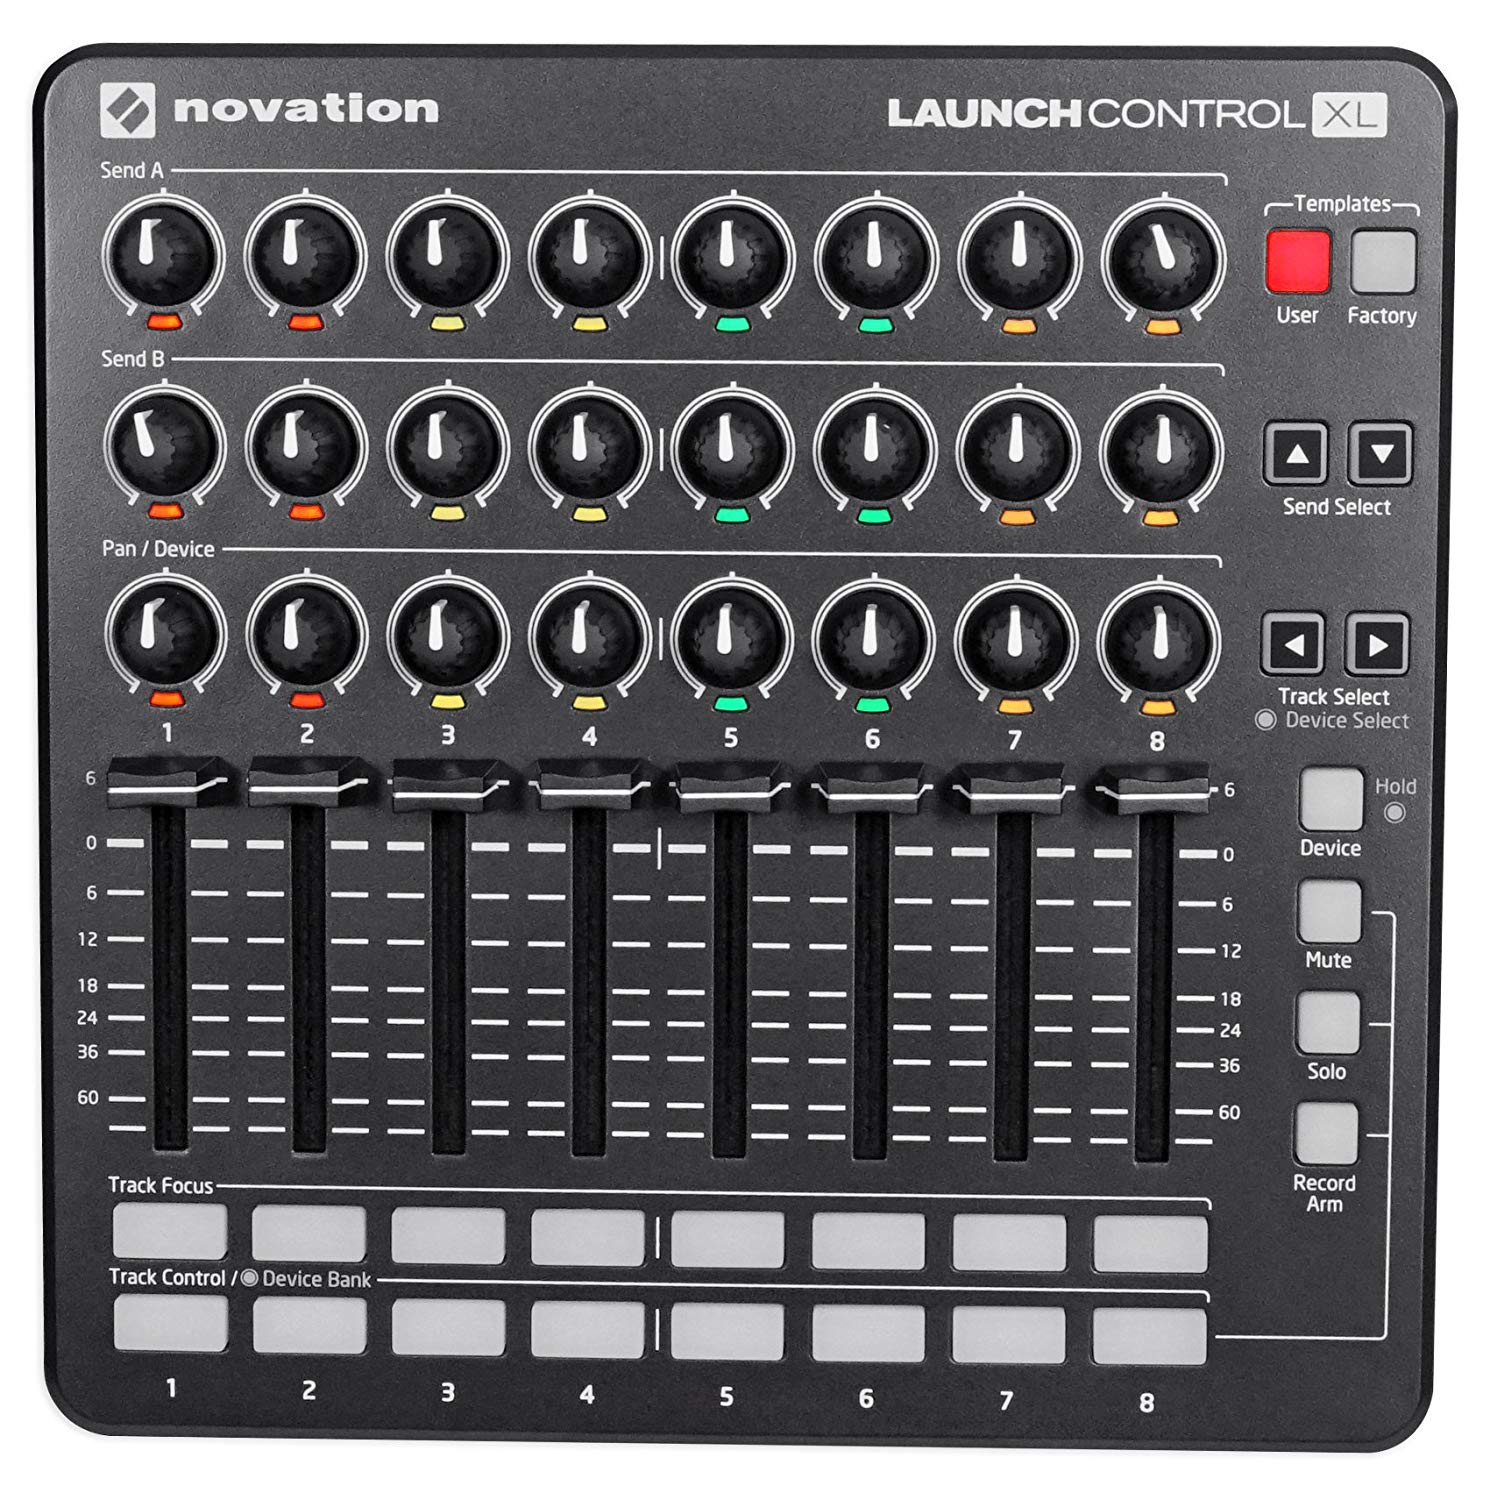 novation
LAUNCHCONTROL XL
Send A
Templates
User Factory
Send B
Send Select
Pan / Device
Track Select
Device Select
1 2 3 4 5 6 7 8
6 6
Hold
Device
0 0
6 6
12 12
Mute
18 18
24 24
36 36
Solo
60 60
Record
Arm
Track Focus
Track Control / Device Bank
1 2 3 4 5 6 7 8